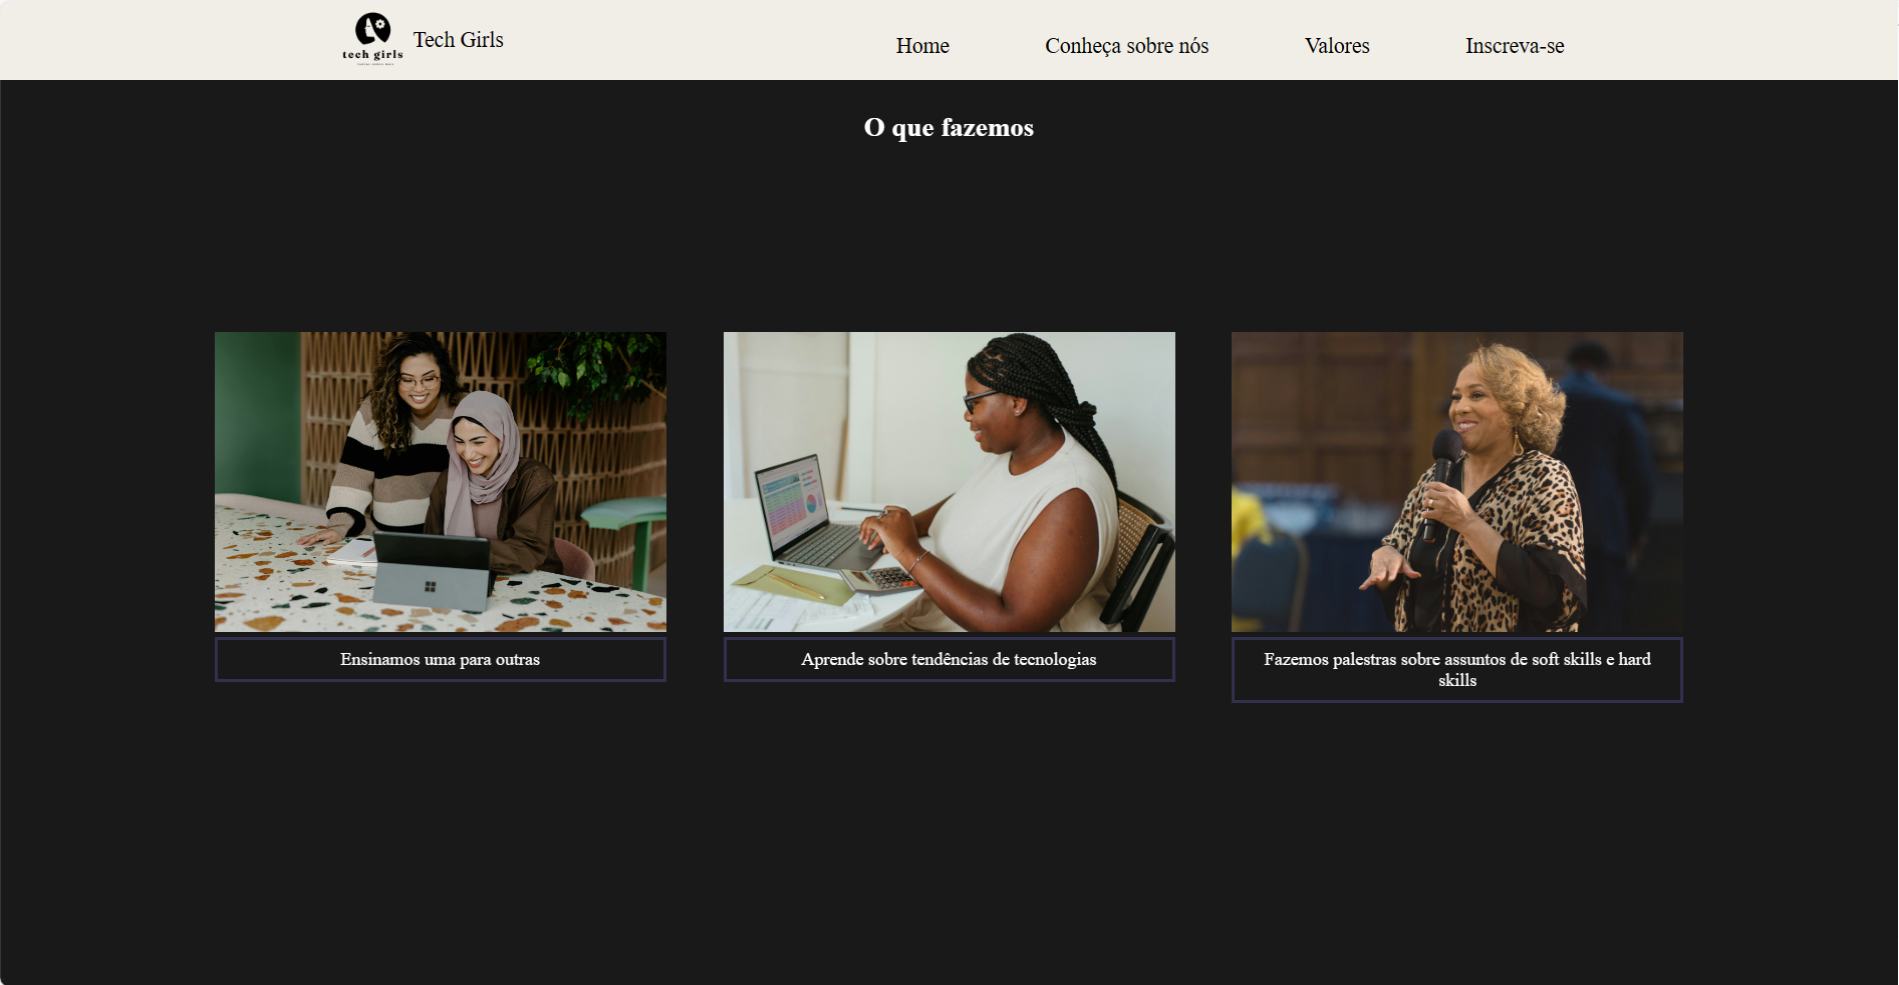 tech girls
Tech Girls
Home
Conheça sobre nós
Valores
Inscreva-se
O que fazemos
Ensinamos uma para outras
Aprende sobre tendências de tecnologias
Fazemos palestras sobre assuntos de soft skills e hard
skills